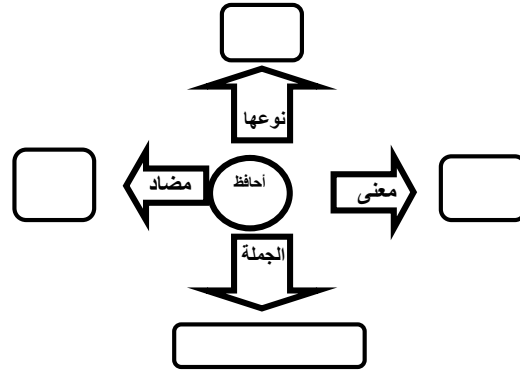 نوعها
معنى
أحافظ
مضاد
الجملة